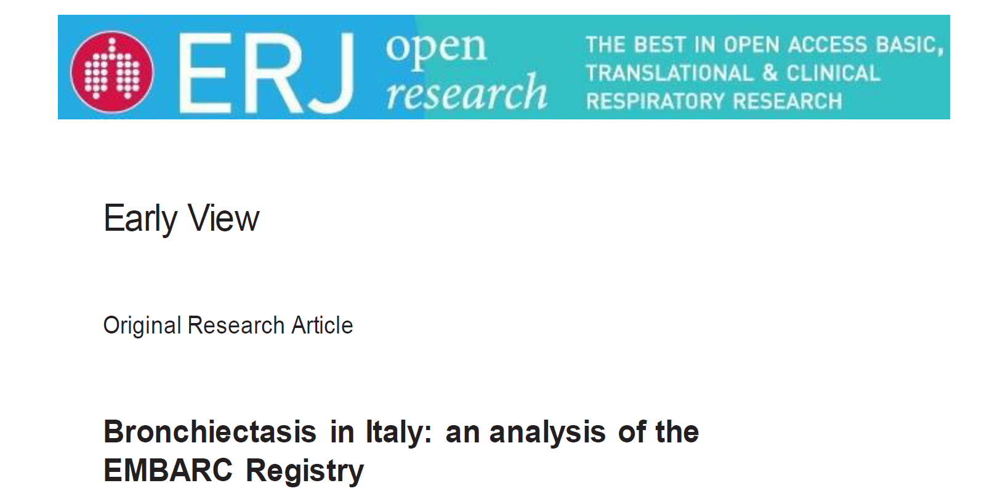 ERJ
open
research
THE BEST IN OPEN ACCESS BASIC,
TRANSLATIONAL & CLINICAL
RESPIRATORY RESEARCH
Early View
Original Research Article
Bronchiectasis in Italy: an analysis of the
EMBARC Registry